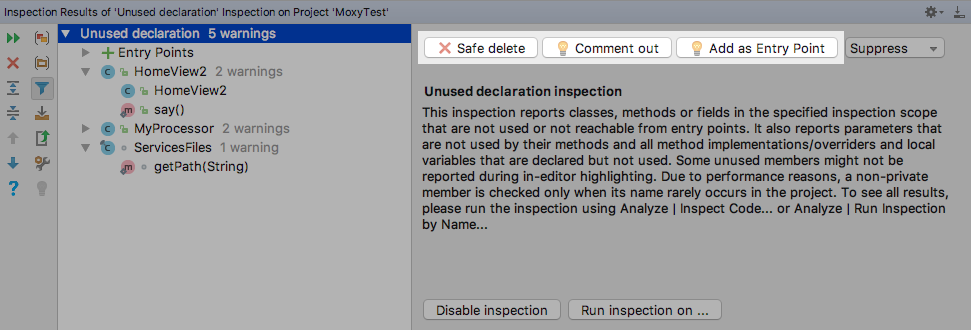 Inspection Results of 'Unused declaration' Inspection on Project 'MoxyTest'
Unused declaration 5 warnings
Entry Points
HomeView2 2 warnings
HomeView2
say()
MyProcessor 2 warnings
ServicesFiles 1 warning
getPath(String)
Safe delete
Comment out
Add as Entry Point
Suppress
Unused declaration inspection
This inspection reports classes, methods or fields in the specified inspection scope
that are not used or not reachable from entry points. It also reports parameters that
are not used by their methods and all method implementations/overriders and local
variables that are declared but not used. Some unused members might not be
reported during in-editor highlighting. Due to performance reasons, a non-private
member is checked only when its name rarely occurs in the project. To see all results,
please run the inspection using Analyze | Inspect Code... or Analyze | Run Inspection
by Name...
Disable inspection
Run inspection on ...